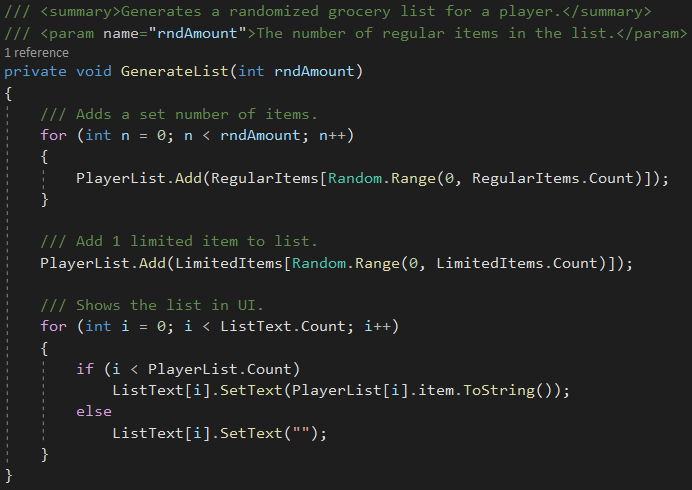 /// <summary>Generates a randomized grocery list for a player.</summary>
/// <param name="rndAmount">The number of regular items in the list.</param>
1 reference
private void GenerateList(int rndAmount)
{
    /// Adds a set number of items.
    for (int n = 0; n < rndAmount; n++)
    {
        PlayerList.Add(RegularItems[Random.Range(0, RegularItems.Count)]);
    }

    /// Add 1 limited item to list.
    PlayerList.Add(LimitedItems[Random.Range(0, LimitedItems.Count)]);

    /// Shows the list in UI.
    for (int i = 0; i < ListText.Count; i++)
    {
        if (i < PlayerList.Count)
            ListText[i].SetText(PlayerList[i].item.ToString());
        else
            ListText[i].SetText("");
    }
}